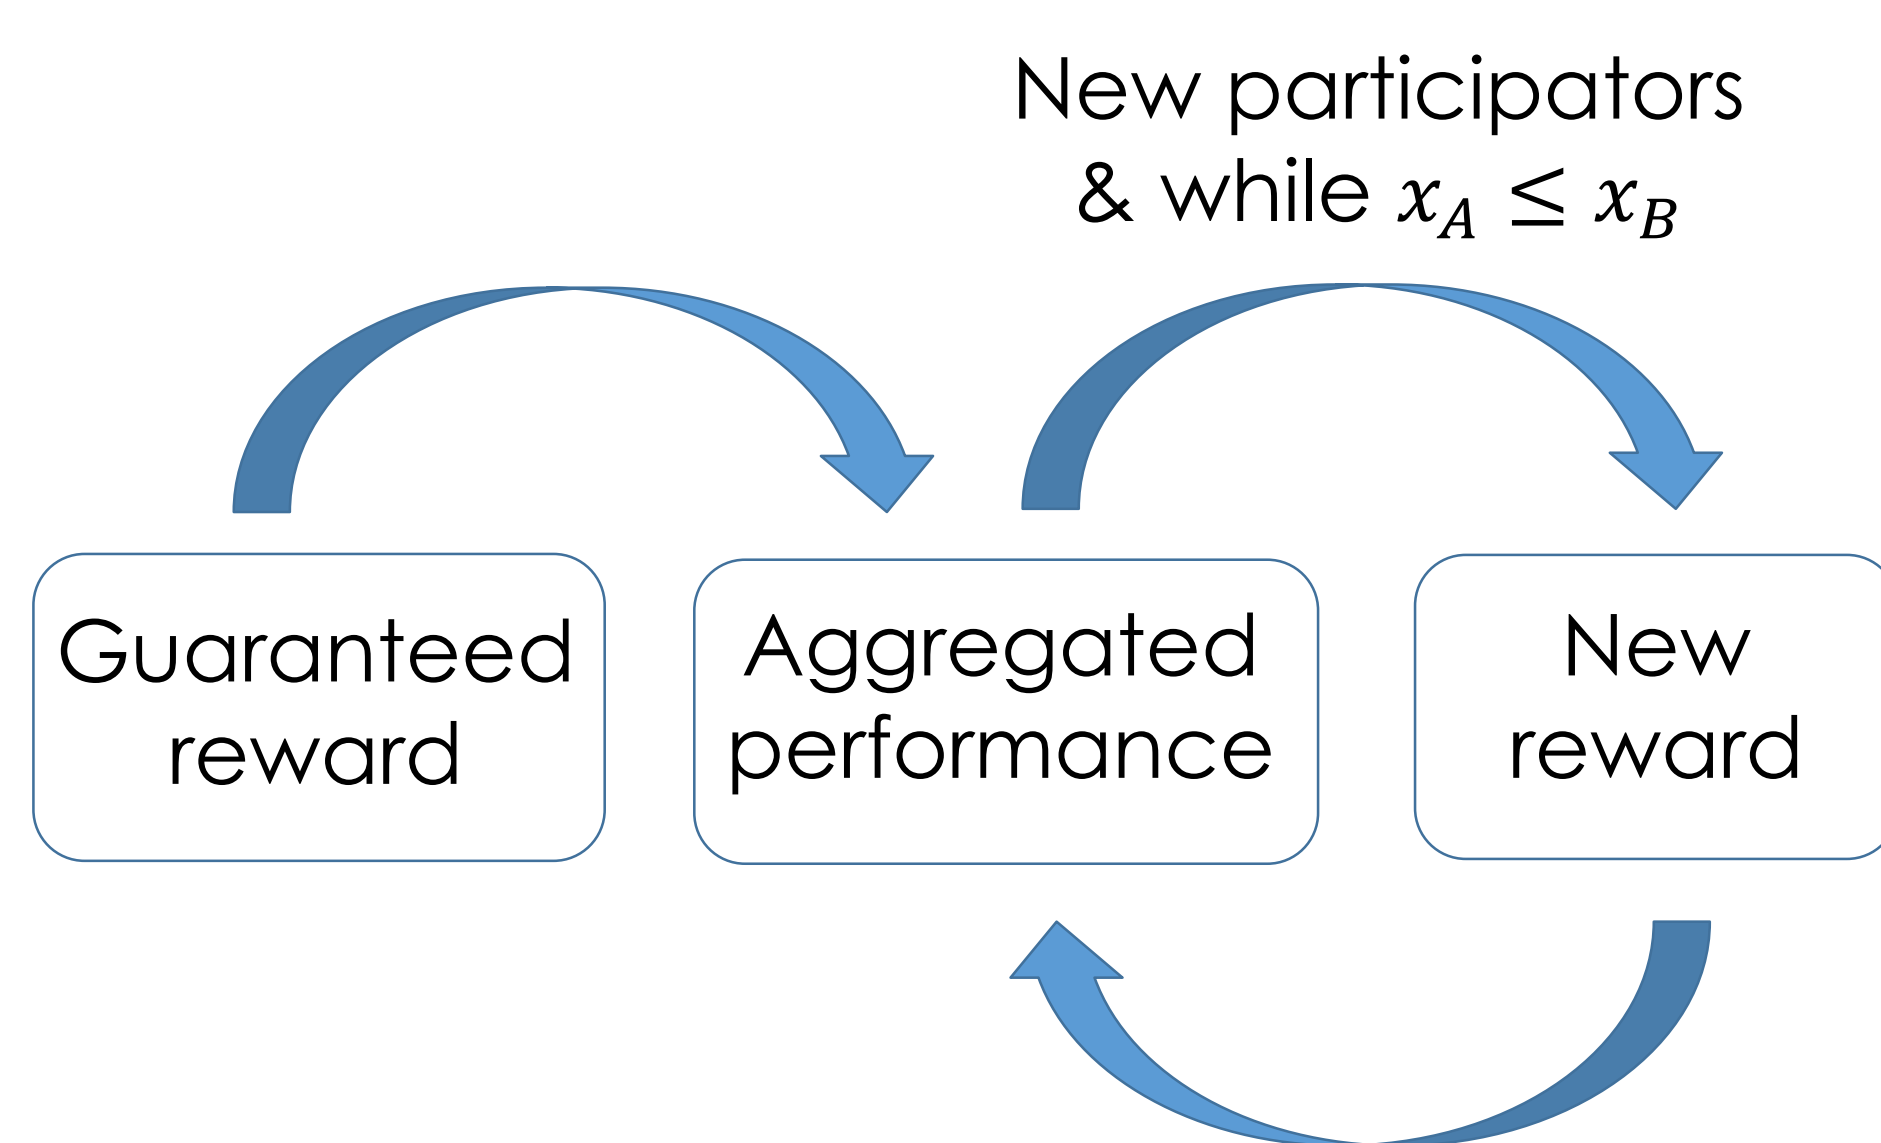 New participators
& while 𝑥_A ≤ 𝑥_B
Guaranteed
reward
Aggregated
performance
New
reward